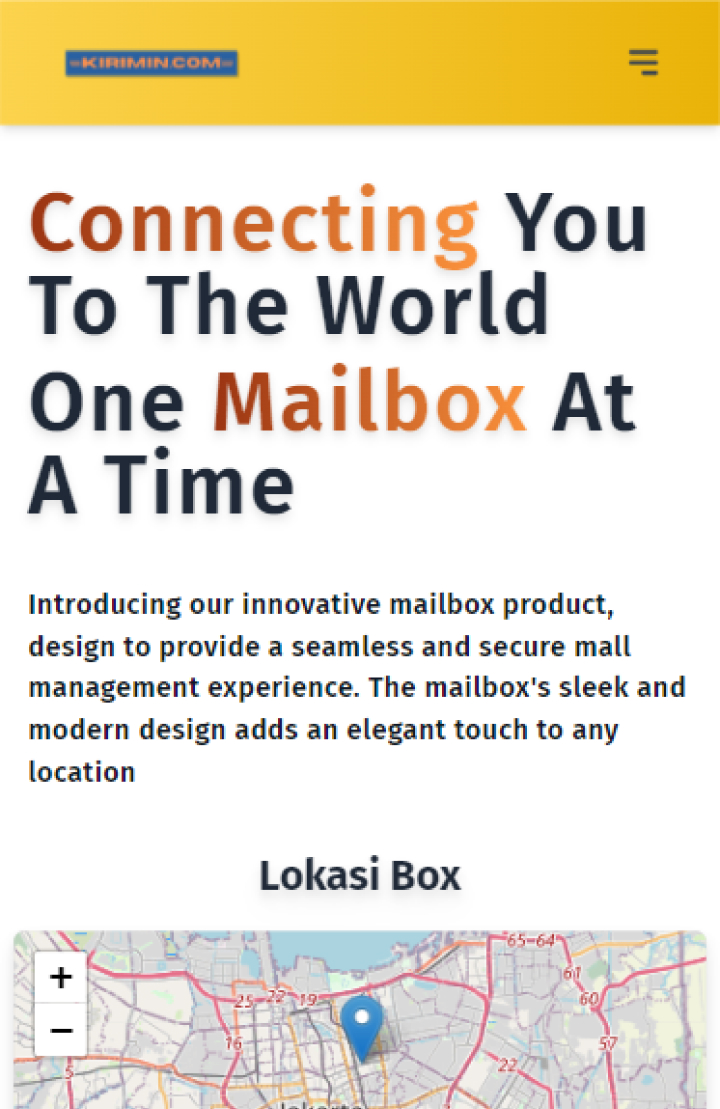 KIRIMIN.COM
Connecting You
To The World
One Mailbox At
A Time
Introducing our innovative mailbox product,
design to provide a seamless and secure mall
management experience. The mailbox's sleek and
modern design adds an elegant touch to any
location
Lokasi Box
65–64
+
61
25 22 19
60
−
16
57
22
5
Jakarta